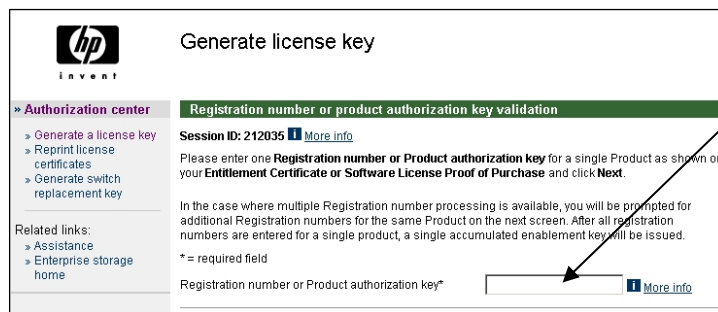 hp
invent
Generate license key
» Authorization center
» Generate a license key
» Reprint license
certificates
» Generate switch
replacement key
Related links:
» Assistance
» Enterprise storage
home
Registration number or product authorization key validation
Session ID: 212035 i More info
Please enter one Registration number or Product authorization key for a single Product as shown on
your Entitlement Certificate or Software License Proof of Purchase and click Next.
In the case where multiple Registration number processing is available, you will be prompted for
additional Registration numbers for the same Product on the next screen. After all registration
numbers are entered for a single product, a single accumulated enablement key will be issued.
* = required field
Registration number or Product authorization key* i More info